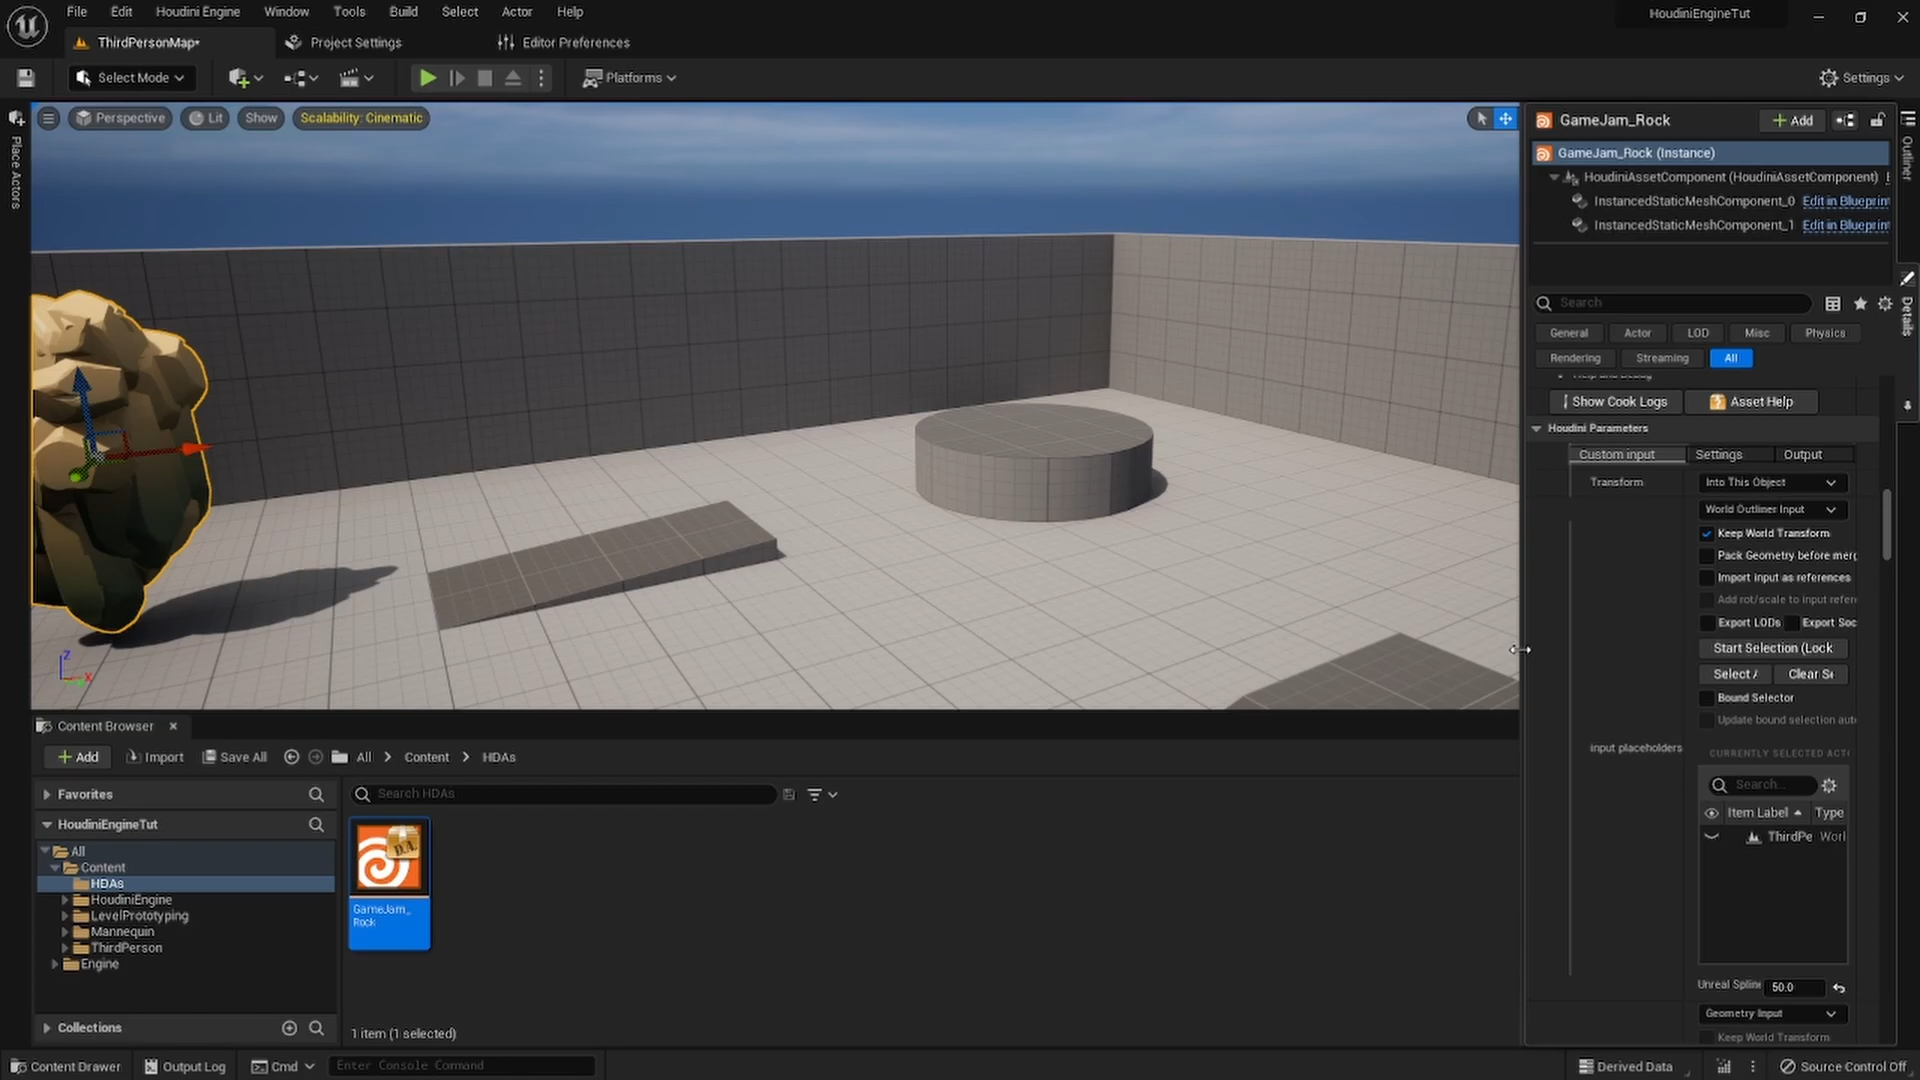 File Edit Houdini Engine Window Tools Build Select Actor Help
HoudiniEngineTut
ThirdPersonMap* Project Settings Editor Preferences
Select Mode Platforms Settings
Place Actors
Perspective Lit Show Scalability: Cinematic
Z
X
GameJam_Rock Add
GameJam_Rock (Instance)
HoudiniAssetComponent (HoudiniAssetComponent)
InstancedStaticMeshComponent_0 Edit in Blueprint
InstancedStaticMeshComponent_1 Edit in Blueprint
Outliner
Details
Search
General Actor LOD Misc Physics
Rendering Streaming All
Show Cook Logs Asset Help
Houdini Parameters
Custom input Settings Output
Transform Into This Object
World Outliner Input
Keep World Transform
Pack Geometry before merg
Import input as references
Add rot/scale to input refer
Export LODs Export Soc
Start Selection (Lock
Select A Clear Se
Bound Selector
Update bound selection auto
input placeholders
CURRENTLY SELECTED ACT
Search...
Item Label Type
ThirdPe Worl
Unreal Spline 50.0
Geometry Input
Keep World Transform
Content Browser
Add Import Save All All Content HDAs
Favorites
HoudiniEngineTut
All
Content
HDAs
HoudiniEngine
LevelPrototyping
Mannequin
ThirdPerson
Engine
Collections
Search HDAs
D.A.
GameJam_
Rock
1 item (1 selected)
Content Drawer Output Log Cmd Enter Console Command Derived Data Source Control Off